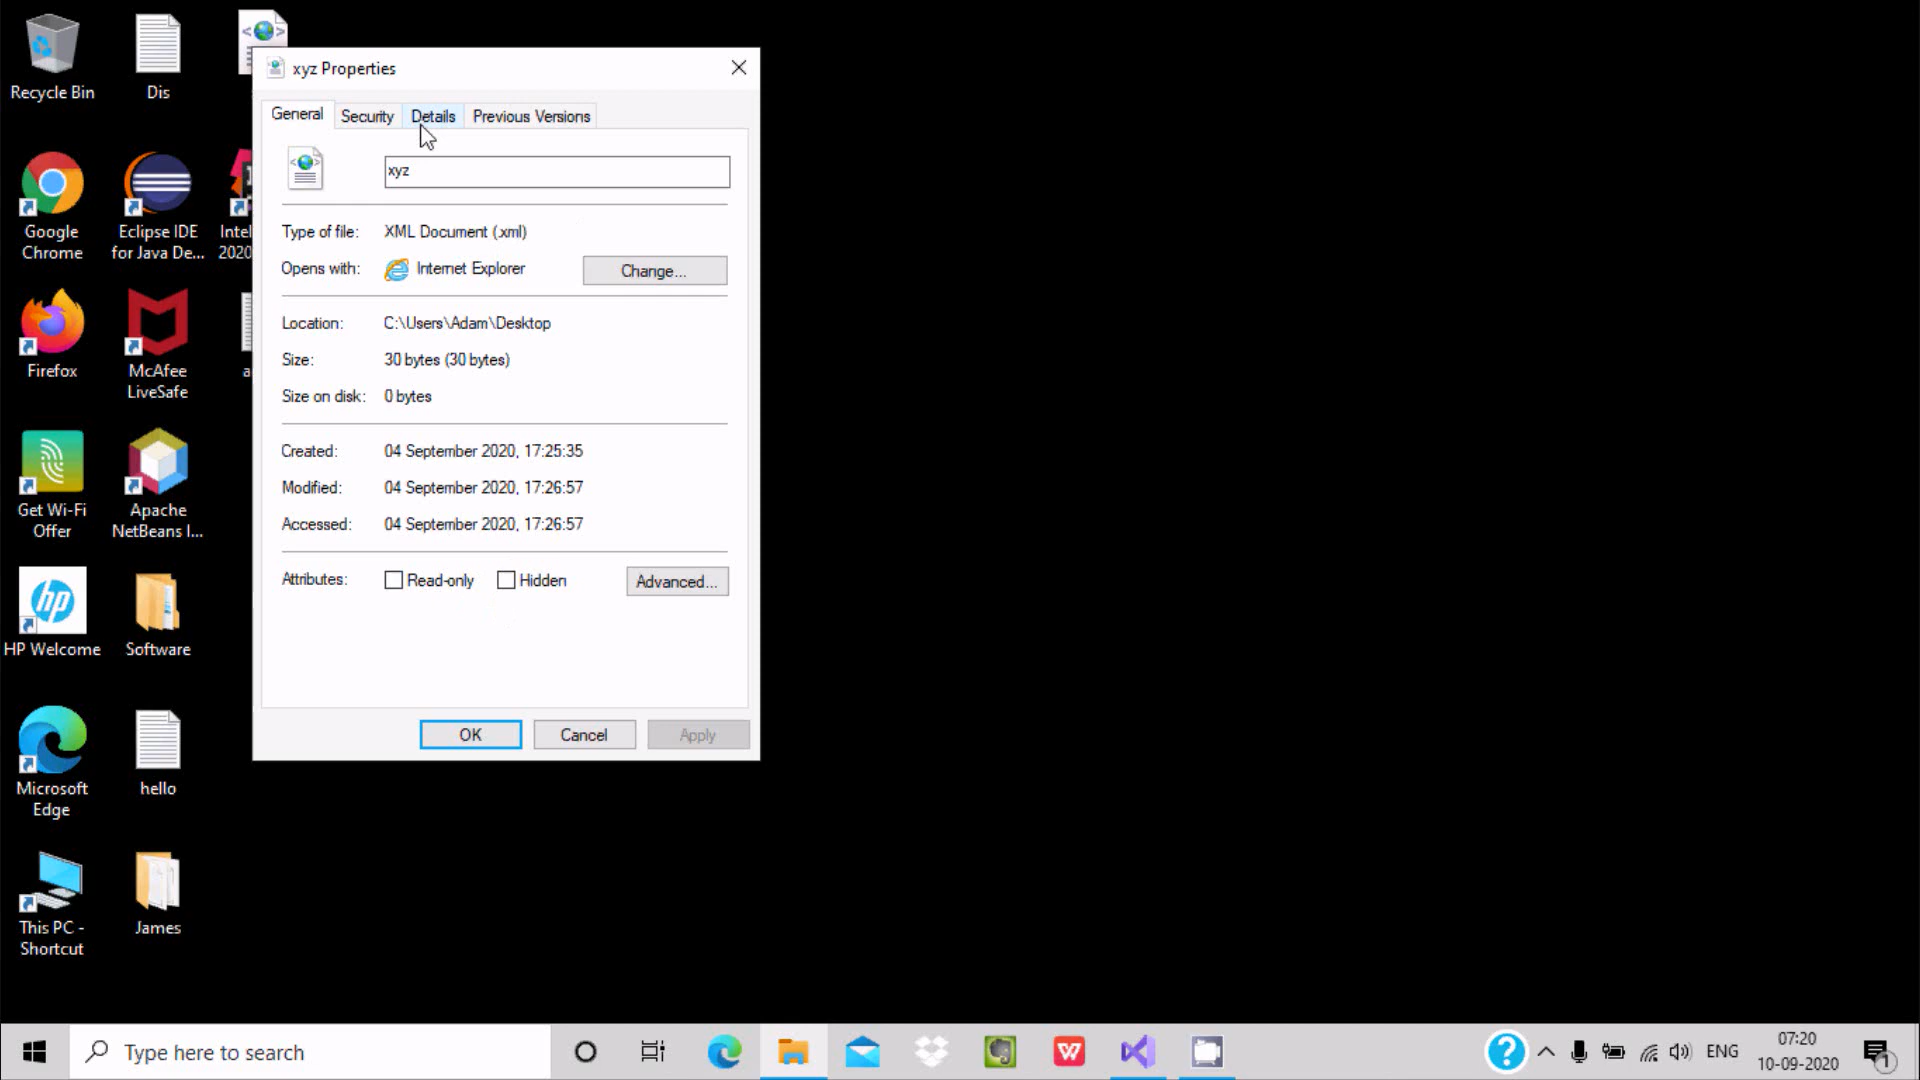 Recycle Bin
Dis
Google
Chrome
Eclipse IDE
for Java De...
Intel
2020
Firefox
McAfee
LiveSafe
a
Get Wi-Fi
Offer
Apache
NetBeans I...
HP Welcome
Software
Microsoft
Edge
hello
This PC -
Shortcut
James
xyz Properties
General
Security
Details
Previous Versions
xyz
Type of file: XML Document (.xml)
Opens with: Internet Explorer
Change...
Location: C:\Users\Adam\Desktop
Size: 30 bytes (30 bytes)
Size on disk: 0 bytes
Created: 04 September 2020, 17:25:35
Modified: 04 September 2020, 17:26:57
Accessed: 04 September 2020, 17:26:57
Attributes: Read-only Hidden
Advanced...
OK
Cancel
Apply
Type here to search
ENG
07:20
10-09-2020
1